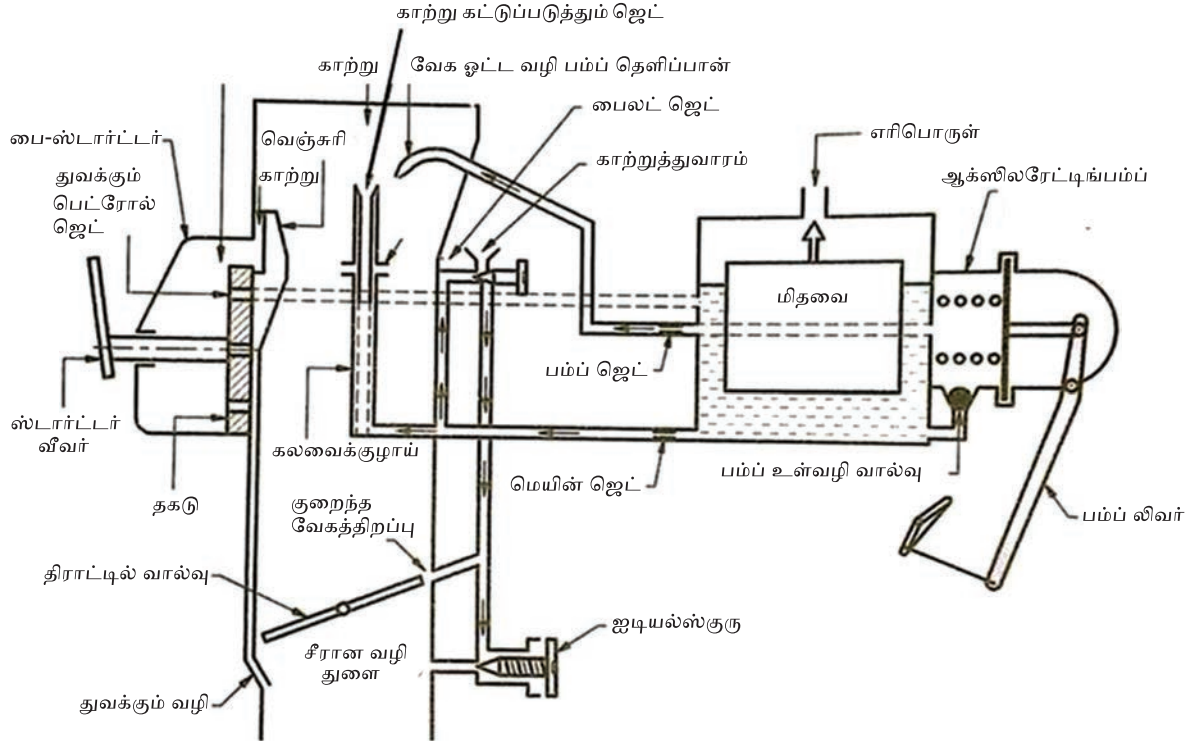 காற்று கட்டுப்படுத்தும் ஜெட்
காற்று
வேக ஓட்ட வழி பம்ப் தெளிப்பான்
பைலட் ஜெட்
பை-ஸ்டார்ட்டர்
வெஞ்சுரி
காற்றுத்துவாரம்
எரிபொருள்
துவக்கும்
பெட்ரோல்
ஜெட்
காற்று
ஆக்ஸிலரேட்டிங்பம்ப்
மிதவை
பம்ப் ஜெட்
ஸ்டார்ட்டர்
வீவர்
கலவைக்குழாய்
மெயின் ஜெட்
பம்ப் உள்வழி வால்வு
தகடு
குறைந்த
வேகத்திறப்பு
பம்ப் லிவர்
திராட்டில் வால்வு
ஐடியல்ஸ்குரு
சீரான வழி
துளை
துவக்கும் வழி